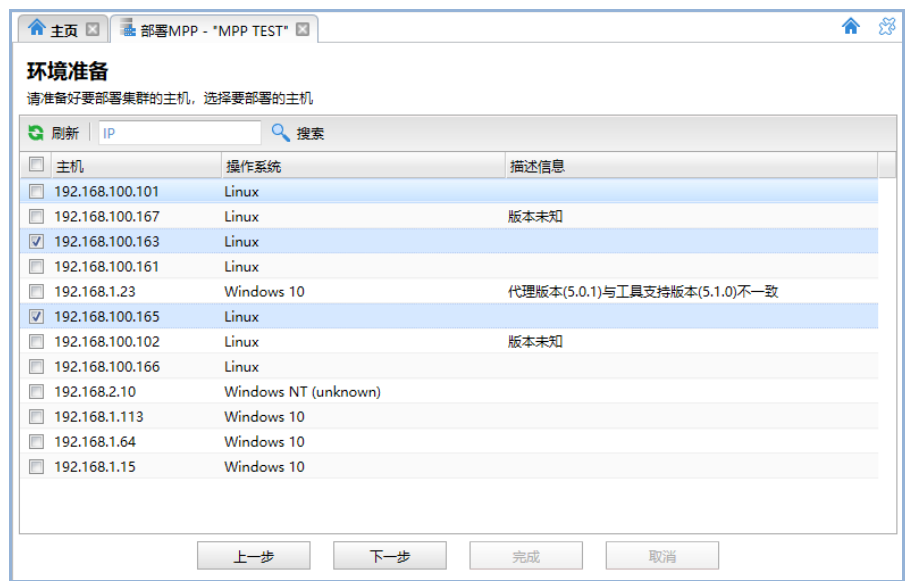 主页 部署MPP - "MPP TEST"
环境准备
请准备好要部署集群的主机，选择要部署的主机
刷新 IP 搜索
主机 操作系统 描述信息
192.168.100.101 Linux
192.168.100.167 Linux 版本未知
192.168.100.163 Linux
192.168.100.161 Linux
192.168.1.23 Windows 10 代理版本(5.0.1)与工具支持版本(5.1.0)不一致
192.168.100.165 Linux
192.168.100.102 Linux 版本未知
192.168.100.166 Linux
192.168.2.10 Windows NT (unknown)
192.168.1.113 Windows 10
192.168.1.64 Windows 10
192.168.1.15 Windows 10
上一步 下一步 完成 取消